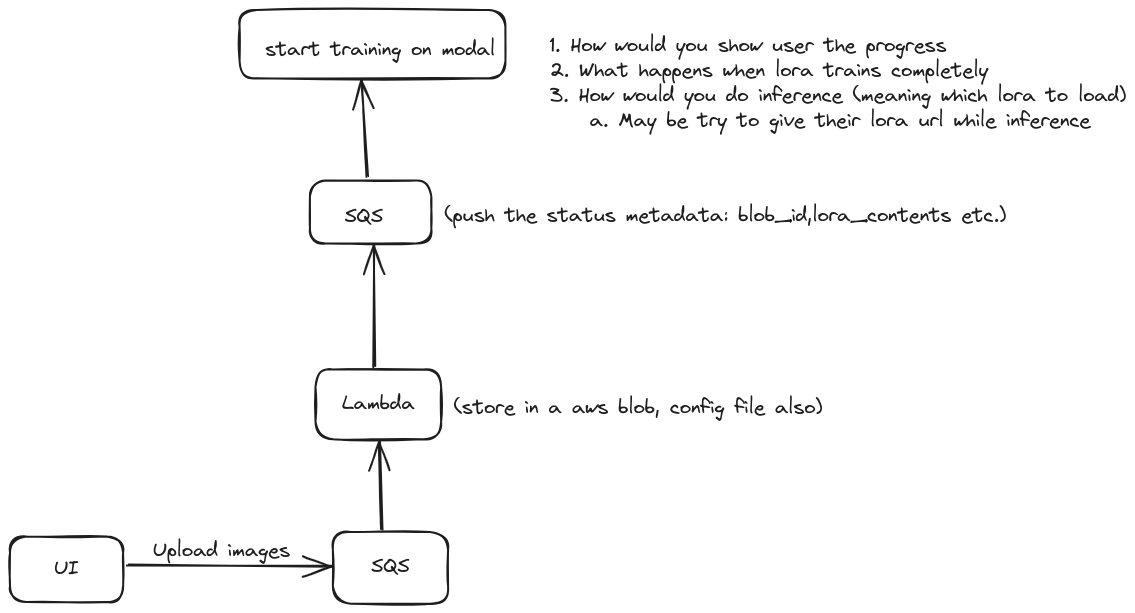 start training on modal
1. How would you show user the progress
2. What happens when lora trains completely
3. How would you do inference (meaning which lora to load)
a. May be try to give their lora url while inference
SQS
(push the status metadata: blob_id,lora_contents etc.)
Lambda
(store in a aws blob, config file also)
UI
Upload images
SQS